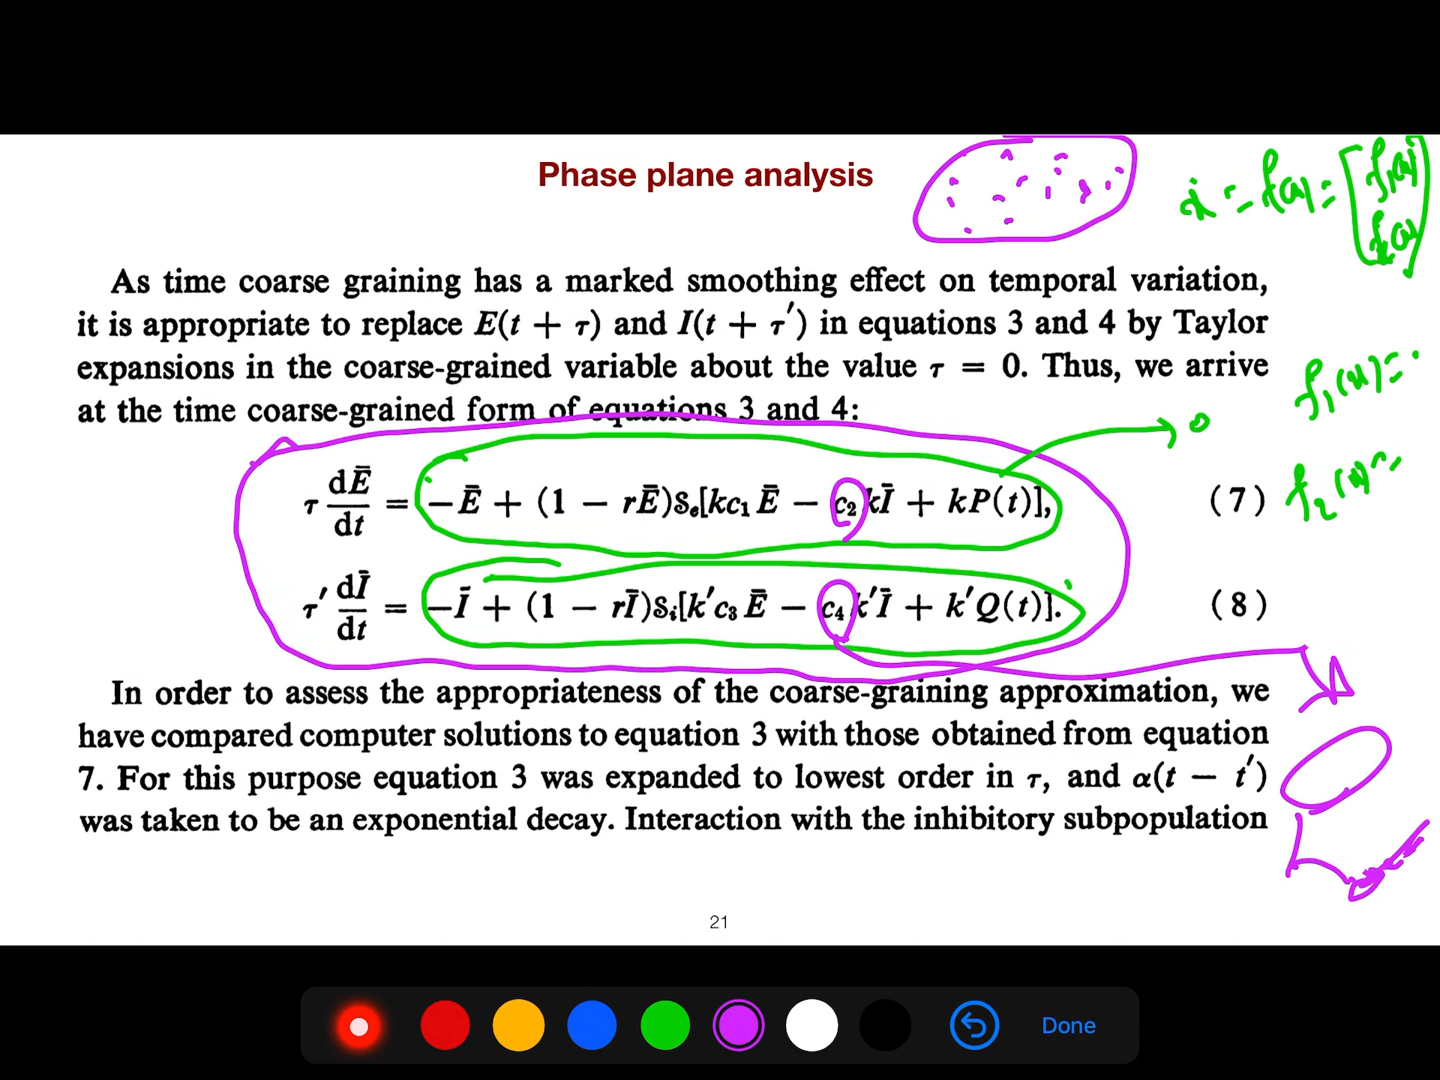 Phase plane analysis
ẋ = f(x) = [f₁(x)
f₂(x)]
As time coarse graining has a marked smoothing effect on temporal variation,
it is appropriate to replace E(t + τ) and I(t + τ′) in equations 3 and 4 by Taylor
expansions in the coarse-grained variable about the value τ = 0. Thus, we arrive
at the time coarse-grained form of equations 3 and 4:
f₁(x)=
0
τ dĒ/dt = −Ē + (1 − rĒ)𝒮ₑ[kc₁Ē − c₂kĪ + kP(t)], (7)
f₂(x)=
τ′ dĪ/dt = −Ī + (1 − rĪ)𝒮ᵢ[k′c₃Ē − c₄k′Ī + k′Q(t)]. (8)
In order to assess the appropriateness of the coarse-graining approximation, we
have compared computer solutions to equation 3 with those obtained from equation
7. For this purpose equation 3 was expanded to lowest order in τ, and α(t − t′)
was taken to be an exponential decay. Interaction with the inhibitory subpopulation
21
Done